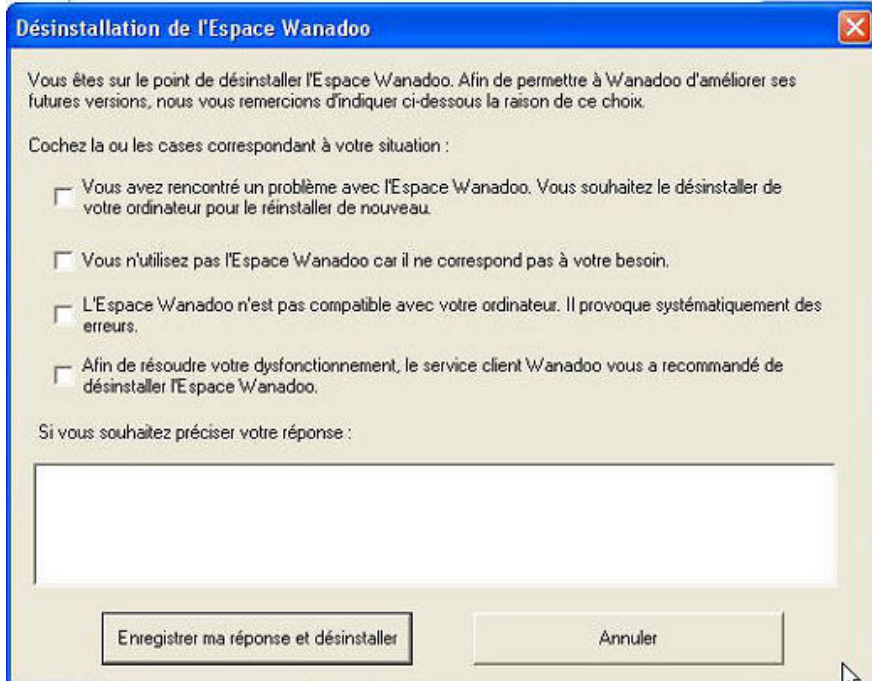 Désinstallation de l'Espace Wanadoo
Vous êtes sur le point de désinstaller l'Espace Wanadoo. Afin de permettre à Wanadoo d'améliorer ses
futures versions, nous vous remercions d'indiquer ci-dessous la raison de ce choix.
Cochez la ou les cases correspondant à votre situation :
Vous avez rencontré un problème avec l'Espace Wanadoo. Vous souhaitez le désinstaller de
votre ordinateur pour le réinstaller de nouveau.
Vous n'utilisez pas l'Espace Wanadoo car il ne correspond pas à votre besoin.
L'Espace Wanadoo n'est pas compatible avec votre ordinateur. Il provoque systématiquement des
erreurs.
Afin de résoudre votre dysfonctionnement, le service client Wanadoo vous a recommandé de
désinstaller l'Espace Wanadoo.
Si vous souhaitez préciser votre réponse :
Enregistrer ma réponse et désinstaller
Annuler